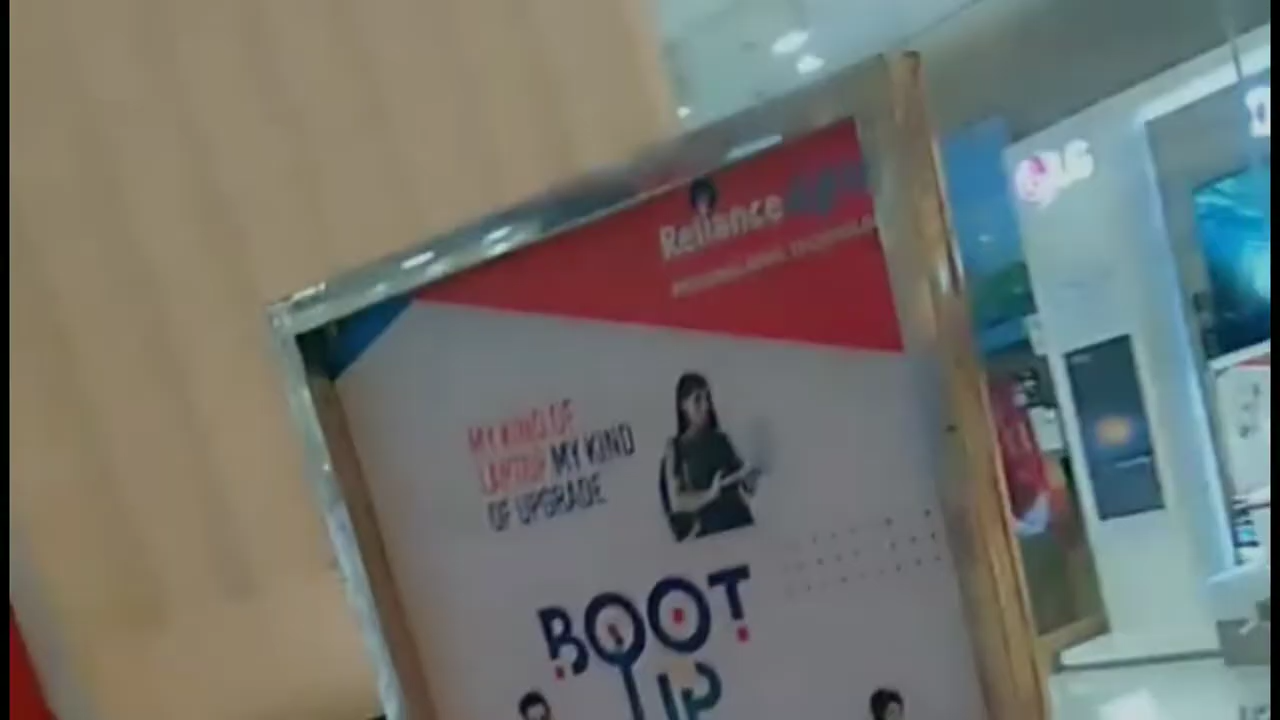 Reliance
MY KIND OF
LAPTOP MY KIND
OF UPGRADE
BOOT
UP
LG